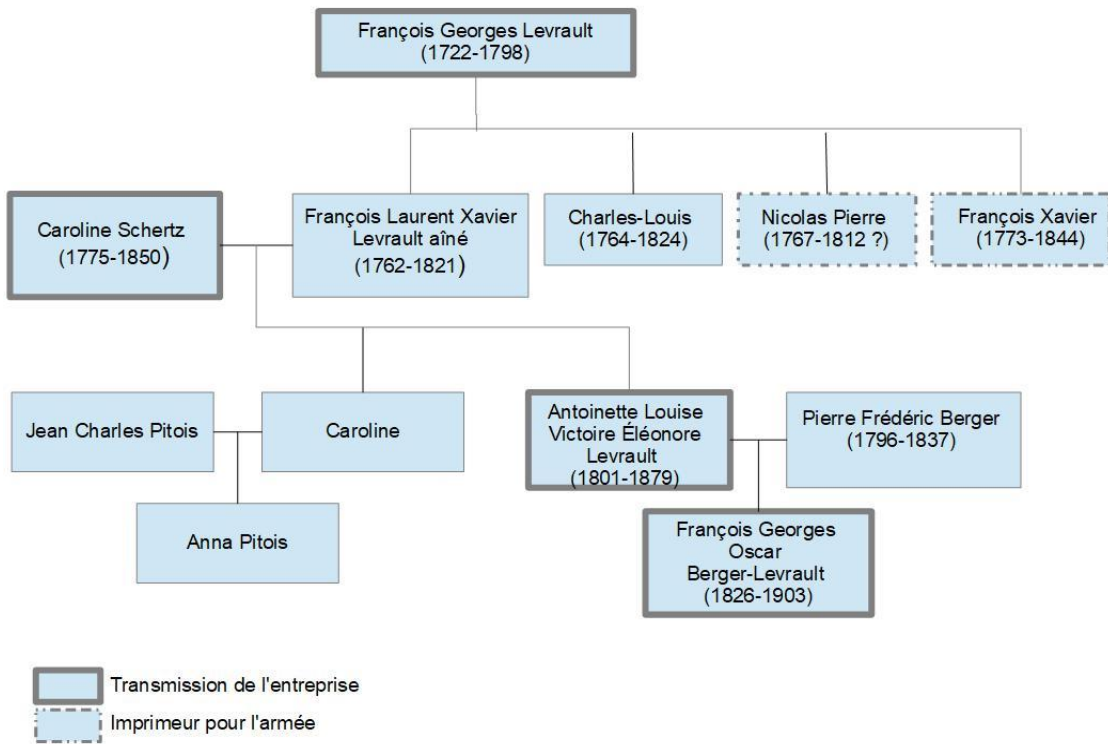 François Georges Levrault
(1722-1798)
Caroline Schertz
(1775-1850)
François Laurent Xavier
Levrault aîné
(1762-1821)
Charles-Louis
(1764-1824)
Nicolas Pierre
(1767-1812 ?)
François Xavier
(1773-1844)
Jean Charles Pitois
Caroline
Antoinette Louise
Victoire Éléonore
Levrault
(1801-1879)
Pierre Frédéric Berger
(1796-1837)
Anna Pitois
François Georges
Oscar
Berger-Levrault
(1826-1903)
Transmission de l'entreprise
Imprimeur pour l'armée